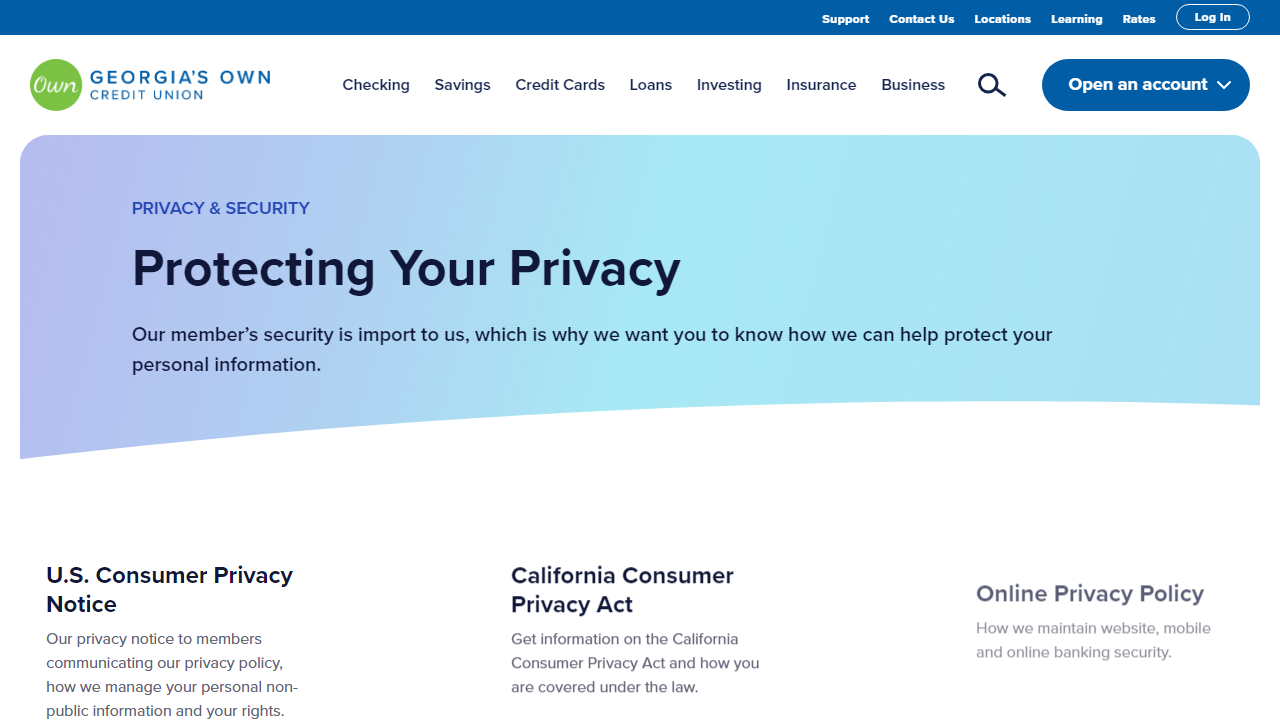 Support Contact Us Locations Learning Rates Log In
Own GEORGIA'S OWN
CREDIT UNION
Checking Savings Credit Cards Loans Investing Insurance Business Open an account
PRIVACY & SECURITY
Protecting Your Privacy
Our member’s security is import to us, which is why we want you to know how we can help protect your
personal information.
U.S. Consumer Privacy
Notice
Our privacy notice to members
communicating our privacy policy,
how we manage your personal non-
public information and your rights.
California Consumer
Privacy Act
Get information on the California
Consumer Privacy Act and how you
are covered under the law.
Online Privacy Policy
How we maintain website, mobile
and online banking security.